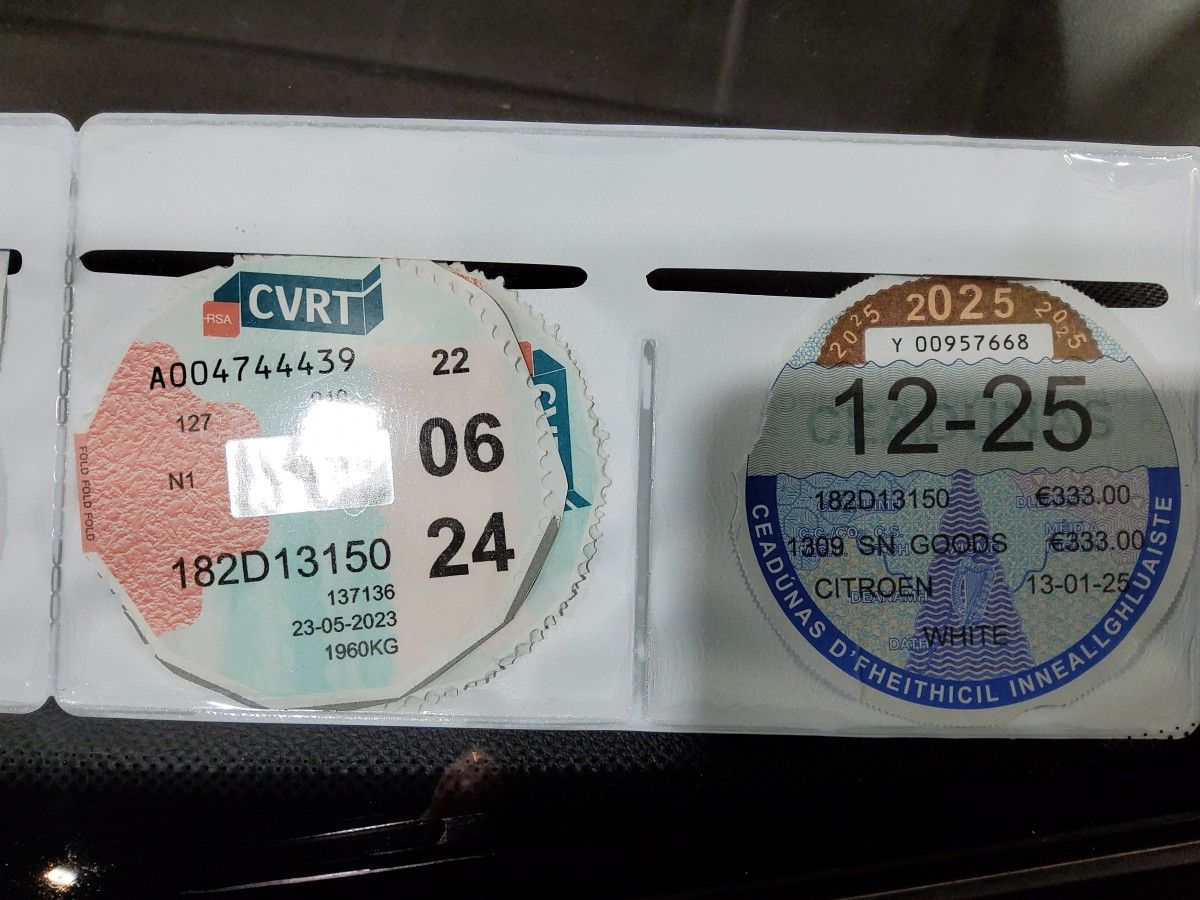 RSA
CVRT
A004744439
22
127
N1
06
24
182D13150
137136
23-05-2023
1960KG
FOLD FOLD FOLD
CV
2025 2025 2025
Y 00957668
12-25
182D13150 €333.00
1309 SN GOODS €333.00
CITROEN 13-01-25
WHITE
CEADÚNAS D'FHEITHICIL INNEALLGHLUAISTE